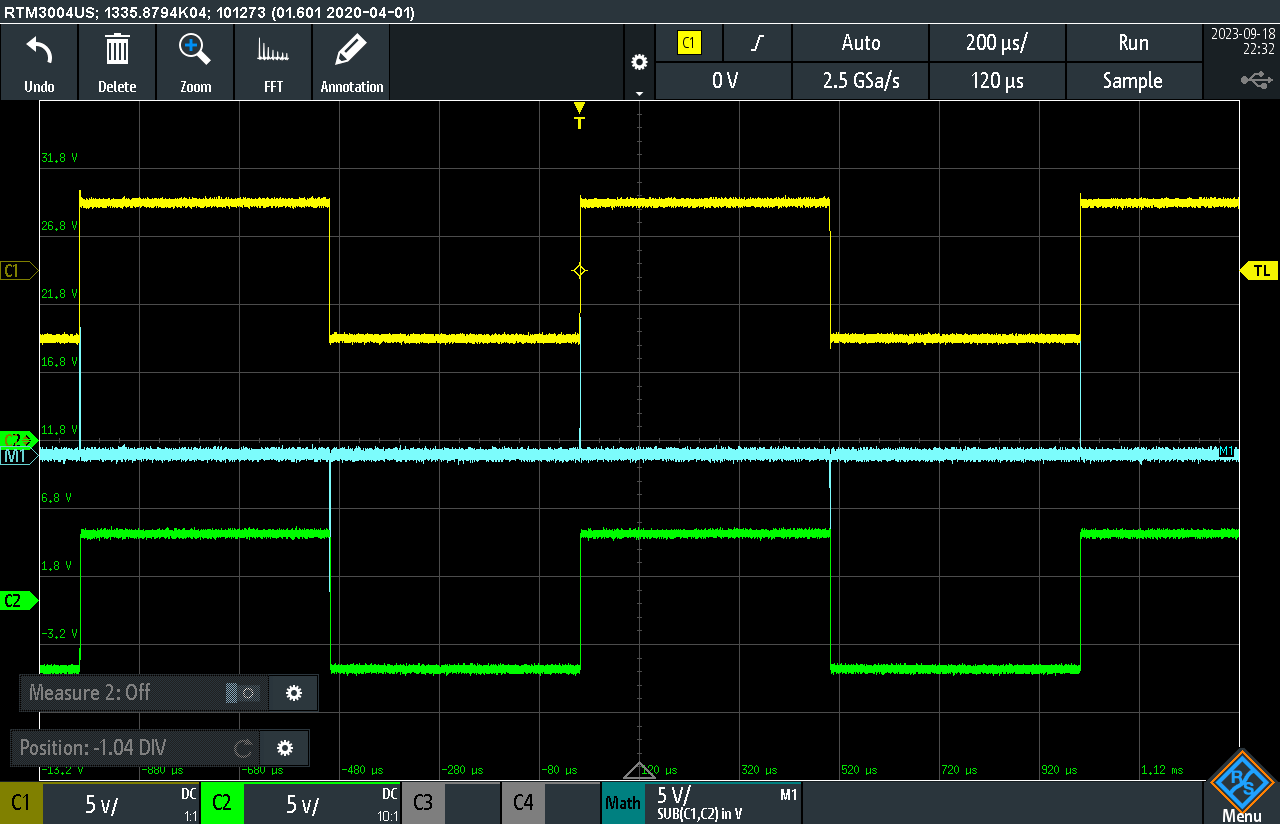 RTM3004US; 1335.8794K04; 101273 (01.601 2020-04-01)
Undo
Delete
Zoom
FFT
Annotation
C1
Auto
200 µs/
Run
2023-09-18
22:32
0 V
2.5 GSa/s
120 µs
Sample
T
31,8 V
26,8 V
C1
TL
21,8 V
16,8 V
11,8 V
C2
M1
M1
6,8 V
1,8 V
C2
-3,2 V
Measure 2: Off
Position: -1.04 DIV
-13,2 V
-880 µs
-680 µs
-480 µs
-280 µs
-80 µs
120 µs
320 µs
520 µs
720 µs
920 µs
1,12 ms
C1
5 V/
DC
1:1
C2
5 V/
DC
10:1
C3
C4
Math
5 V/
M1
SUB(C1,C2) in V
R
S
Menu